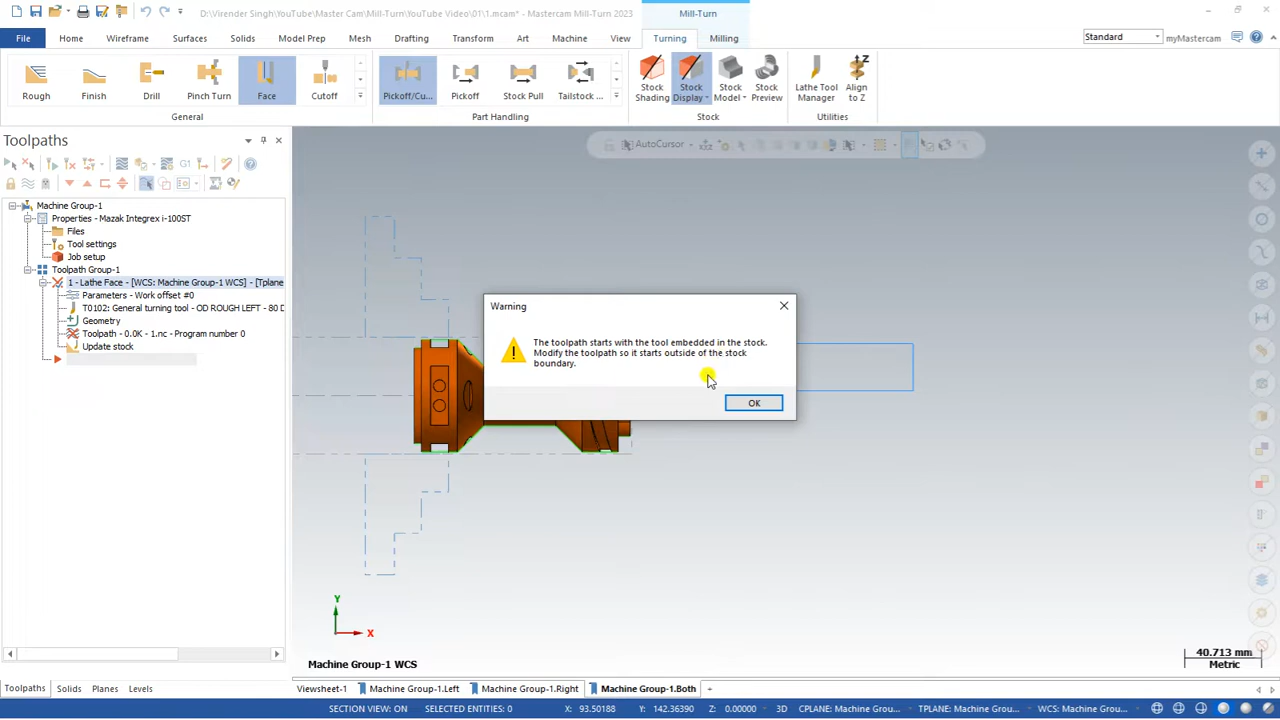 D:\Virender Singh\YouTube\Master Cam\Mill-Turn\YouTube Video\01\1.mcam* - Mastercam Mill-Turn 2023
Mill-Turn
File
Home
Wireframe
Surfaces
Solids
Model Prep
Mesh
Drafting
Transform
Art
Machine
View
Turning
Milling
Standard
myMastercam
Rough
Finish
Drill
Pinch Turn
Face
Cutoff
Pickoff/Cu...
Pickoff
Stock Pull
Tailstock ...
Stock Shading
Stock Display
Stock Model
Stock Preview
Lathe Tool Manager
Align to Z
General
Part Handling
Stock
Utilities
Toolpaths
AutoCursor
G1
Machine Group-1
Properties - Mazak Integrex i-100ST
Files
Tool settings
Job setup
Toolpath Group-1
1 - Lathe Face - [WCS: Machine Group-1 WCS] - [Tplane
Parameters - Work offset #0
T0102: General turning tool - OD ROUGH LEFT - 80 D
Geometry
Toolpath - 0.0K - 1.nc - Program number 0
Update stock
Warning
The toolpath starts with the tool embedded in the stock.
Modify the toolpath so it starts outside of the stock
boundary.
OK
Y
X
Machine Group-1 WCS
40.713 mm
Metric
Toolpaths
Solids
Planes
Levels
Viewsheet-1
Machine Group-1.Left
Machine Group-1.Right
Machine Group-1.Both
+
SECTION VIEW: ON
SELECTED ENTITIES: 0
X: 93.50188
Y: 142.36390
Z: 0.00000
3D
CPLANE: Machine Grou...
TPLANE: Machine Grou...
WCS: Machine Grou...